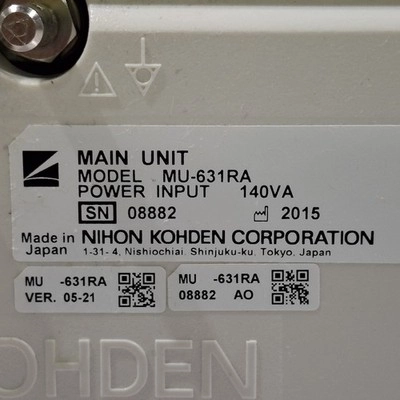 MAIN UNIT
MODEL MU-631RA
POWER INPUT 140VA
SN 08882 2015
Made in Japan NIHON KOHDEN CORPORATION
1-31-4, Nishiochiai, Shinjuku-ku, Tokyo, Japan
MU -631RA
VER. 05-21
MU -631RA
08882 AO
OHDEN